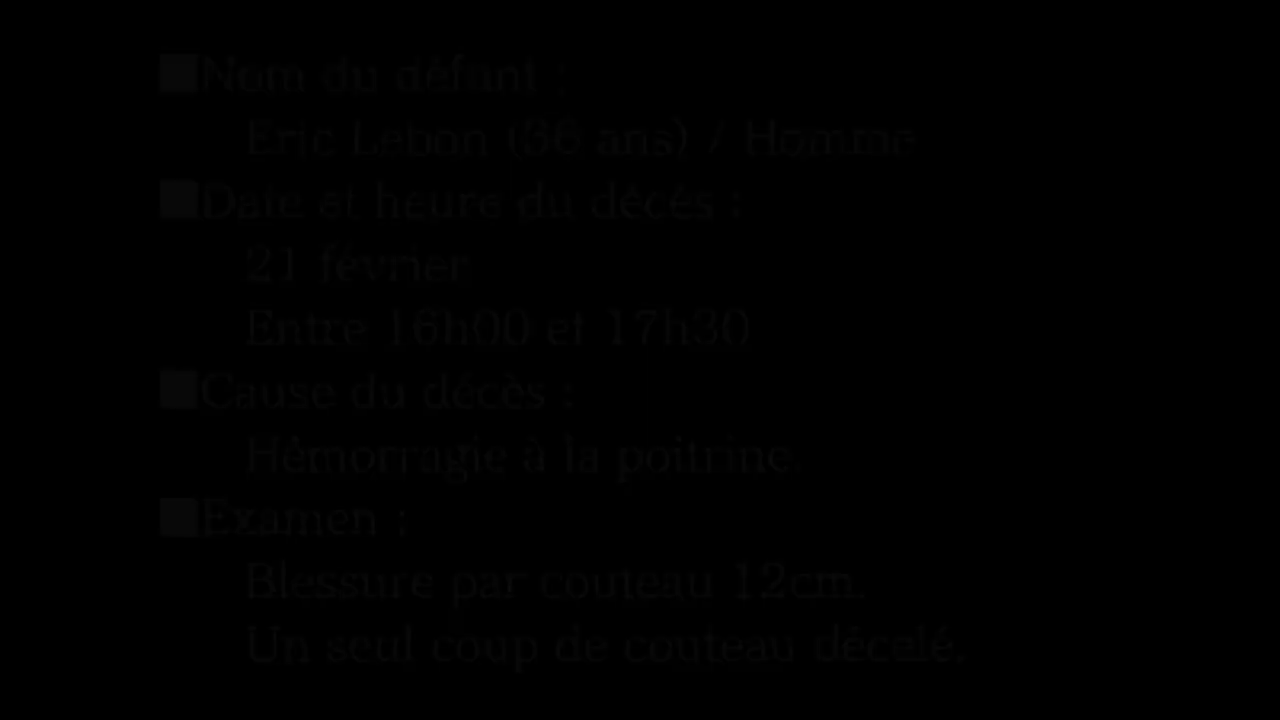 ■Nom du défunt :
Eric Lebon (36 ans) / Homme
■Date et heure du décès :
21 février
Entre 16h00 et 17h30
■Cause du décès :
Hémorragie à la poitrine.
■Examen :
Blessure par couteau 12cm.
Un seul coup de couteau décelé.